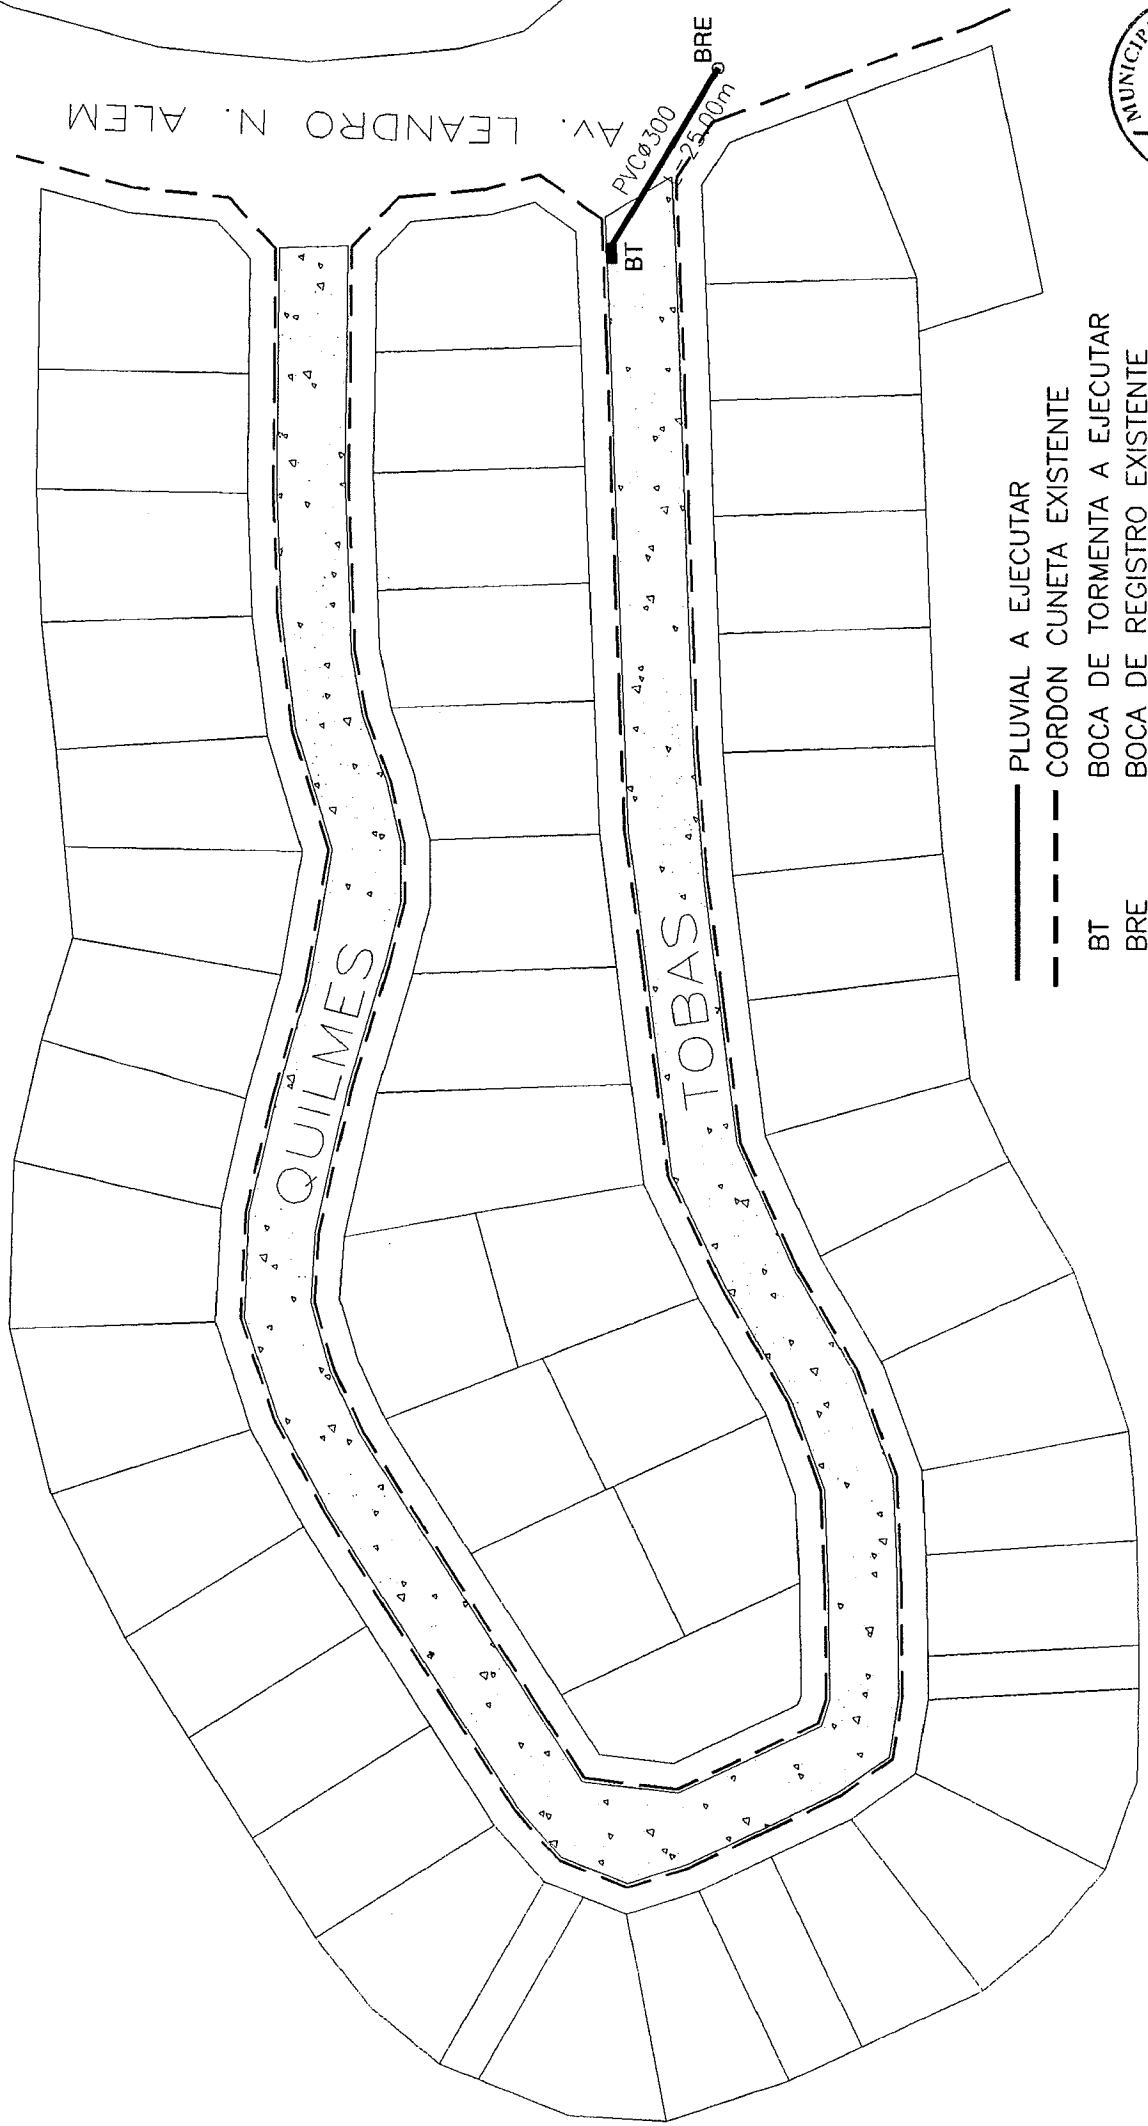 Av. LEANDRO N. ALEM
QUILMES
TOBAS
PVCø300
25.00m
BRE
BT
PLUVIAL A EJECUTAR
CORDON CUNETA EXISTENTE
BT BOCA DE TORMENTA A EJECUTAR
BRE BOCA DE REGISTRO EXISTENTE